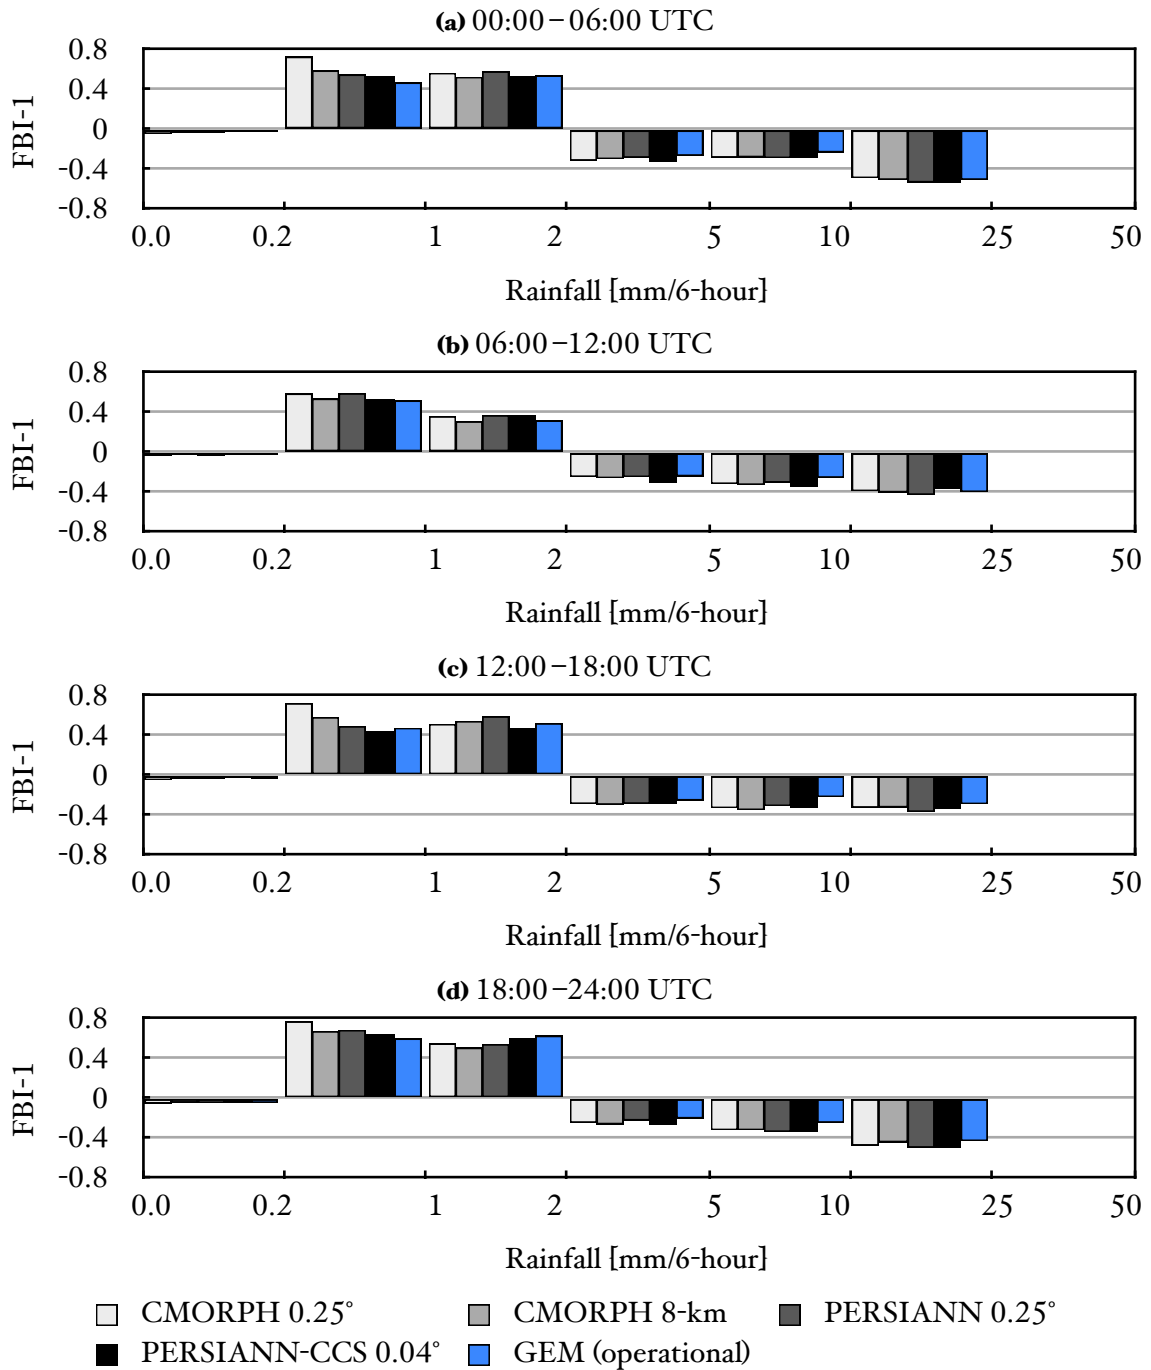 (a) 00:00–06:00 UTC
FBI-1
0.8
0.4
0
-0.4
-0.8
0.0 0.2 1 2 5 10 25 50
Rainfall [mm/6-hour]
(b) 06:00–12:00 UTC
FBI-1
0.8
0.4
0
-0.4
-0.8
0.0 0.2 1 2 5 10 25 50
Rainfall [mm/6-hour]
(c) 12:00–18:00 UTC
FBI-1
0.8
0.4
0
-0.4
-0.8
0.0 0.2 1 2 5 10 25 50
Rainfall [mm/6-hour]
(d) 18:00–24:00 UTC
FBI-1
0.8
0.4
0
-0.4
-0.8
0.0 0.2 1 2 5 10 25 50
Rainfall [mm/6-hour]
CMORPH 0.25° CMORPH 8-km PERSIANN 0.25°
PERSIANN-CCS 0.04° GEM (operational)